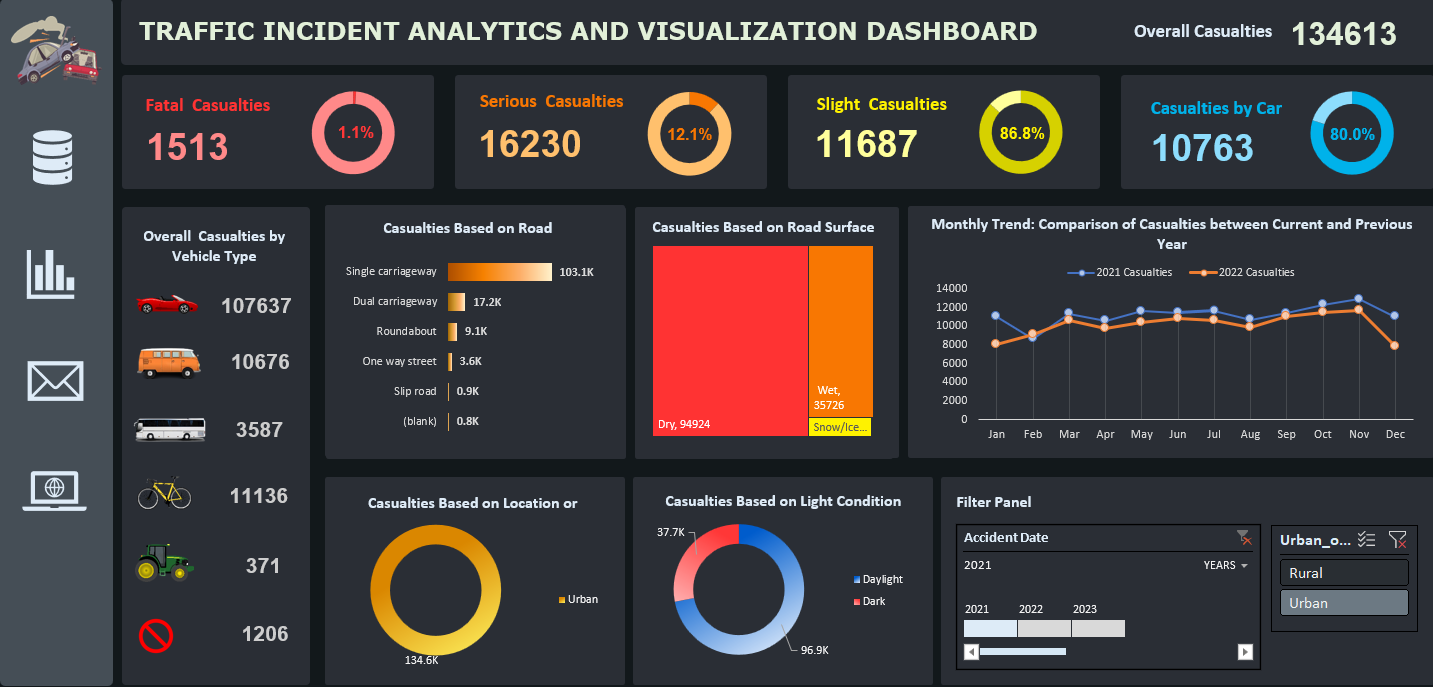 TRAFFIC INCIDENT ANALYTICS AND VISUALIZATION DASHBOARD
Overall Casualties 134613
Fatal Casualties
1513
1.1%
Serious Casualties
16230
12.1%
Slight Casualties
11687
86.8%
Casualties by Car
10763
80.0%
Overall Casualties by
Vehicle Type
107637
10676
3587
11136
371
1206
Casualties Based on Road
Single carriageway 103.1K
Dual carriageway 17.2K
Roundabout 9.1K
One way street 3.6K
Slip road 0.9K
(blank) 0.8K
Casualties Based on Road Surface
Dry, 94924
Wet,
35726
Snow/Ice...
Monthly Trend: Comparison of Casualties between Current and Previous
Year
2021 Casualties 2022 Casualties
14000
12000
10000
8000
6000
4000
2000
0
Jan Feb Mar Apr May Jun Jul Aug Sep Oct Nov Dec
Casualties Based on Location or
Urban
134.6K
Casualties Based on Light Condition
37.7K
Daylight
Dark
96.9K
Filter Panel
Accident Date
2021 YEARS
2021 2022 2023
Urban_o...
Rural
Urban